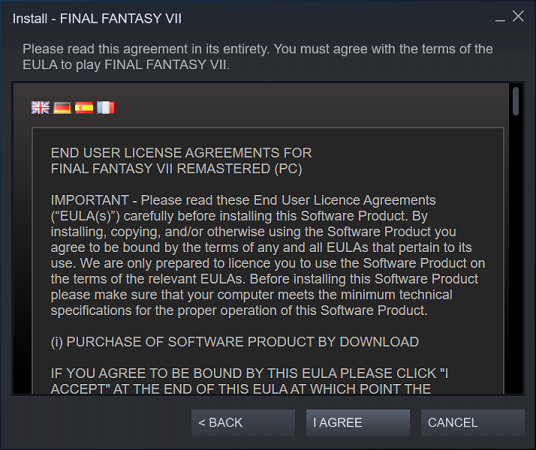 Install - FINAL FANTASY VII
Please read this agreement in its entirety. You must agree with the terms of the
EULA to play FINAL FANTASY VII.
END USER LICENSE AGREEMENTS FOR
FINAL FANTASY VII REMASTERED (PC)
IMPORTANT - Please read these End User Licence Agreements
(“EULA(s)”) carefully before installing this Software Product. By
installing, copying, and/or otherwise using the Software Product you
agree to be bound by the terms of any and all EULAs that pertain to its
use. We are only prepared to licence you to use the Software Product on
the terms of the relevant EULAs. Before installing this Software Product
please make sure that your computer meets the minimum technical
specifications for the proper operation of this Software Product.
(i) PURCHASE OF SOFTWARE PRODUCT BY DOWNLOAD
IF YOU AGREE TO BE BOUND BY THIS EULA PLEASE CLICK "I
ACCEPT" AT THE END OF THIS EULA AT WHICH POINT THE
< BACK
I AGREE
CANCEL